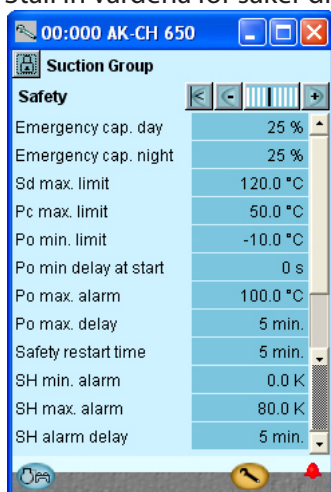 Ställ in värdena för säker dr
00:000 AK-CH 650
Suction Group
Safety
Emergency cap. day 25 %
Emergency cap. night 25 %
Sd max. limit 120.0 °C
Pc max. limit 50.0 °C
Po min. limit -10.0 °C
Po min delay at start 0 s
Po max. alarm 100.0 °C
Po max. delay 5 min.
Safety restart time 5 min.
SH min. alarm 0.0 K
SH max. alarm 80.0 K
SH alarm delay 5 min.